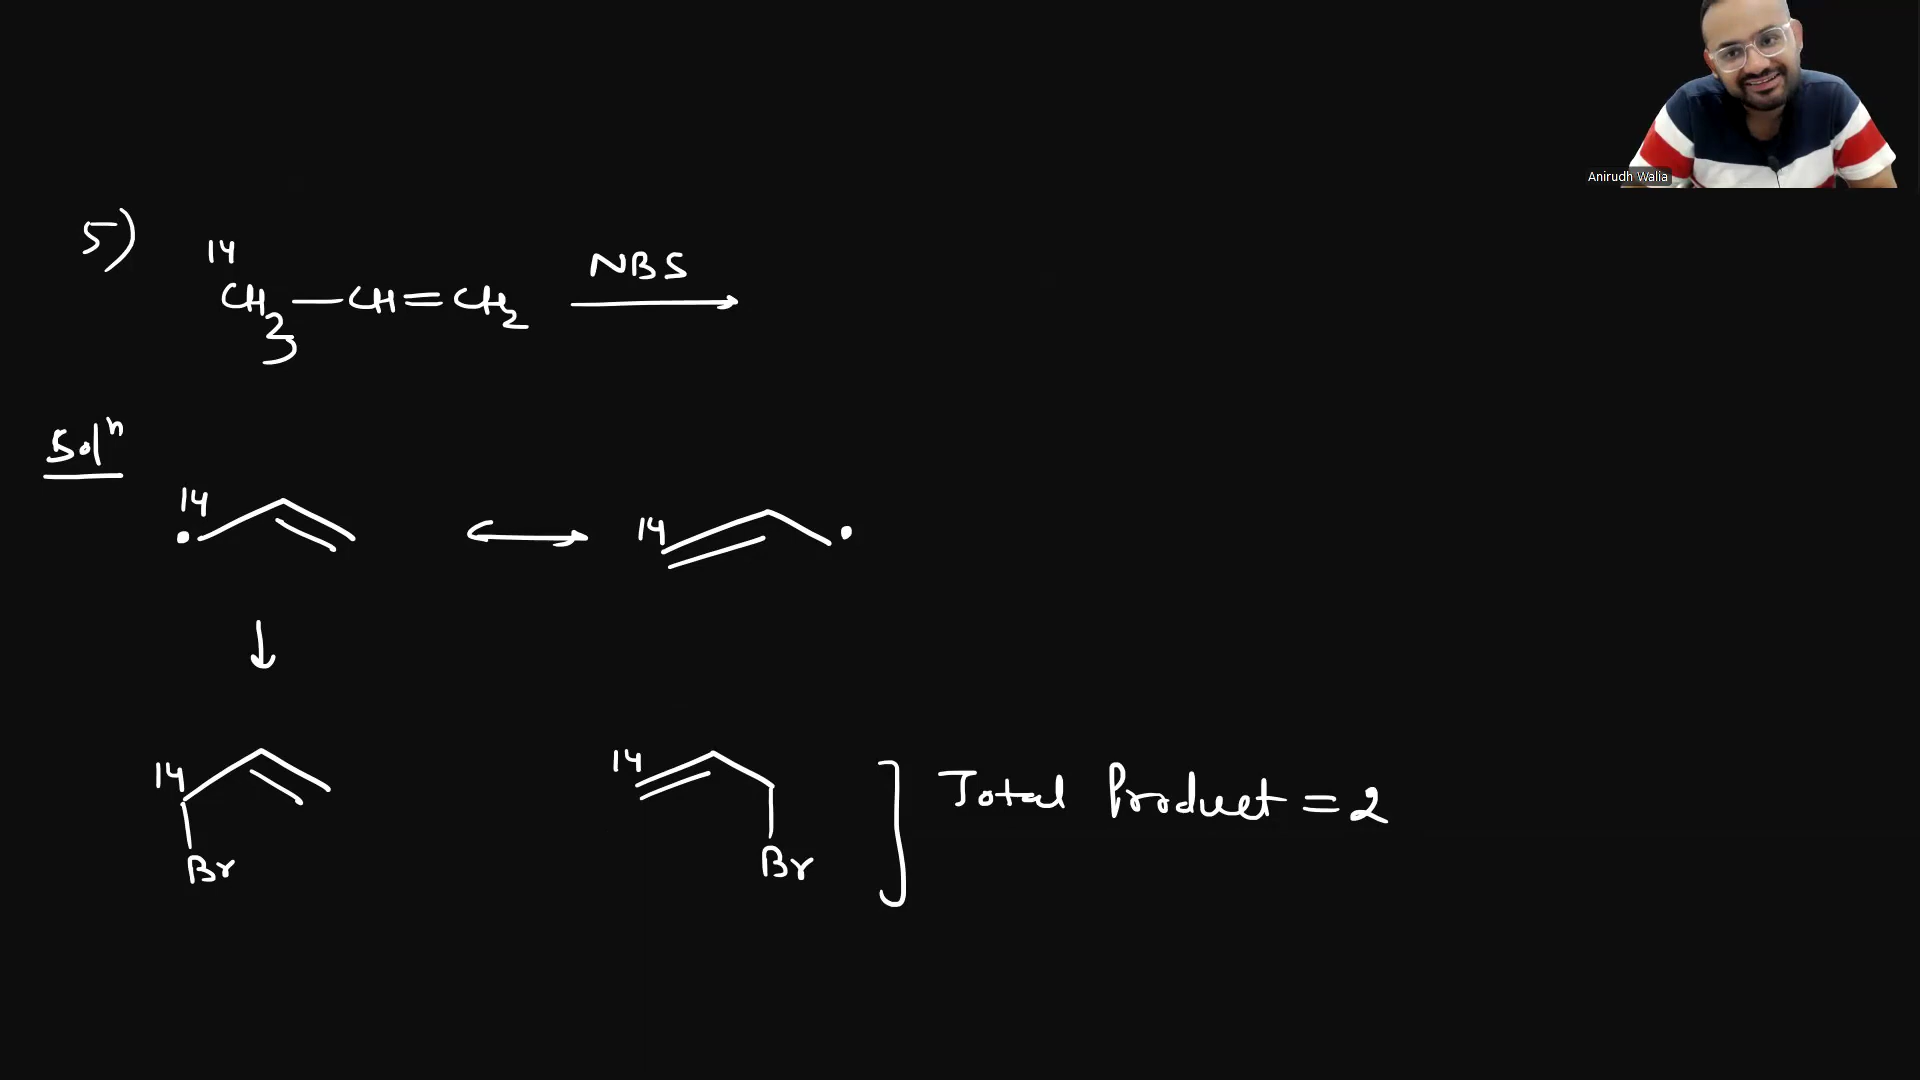 Anirudh Walia
5)
14
CH3—CH=CH2 NBS
Solⁿ
14 14
14 14
Br Br
] Total Product = 2